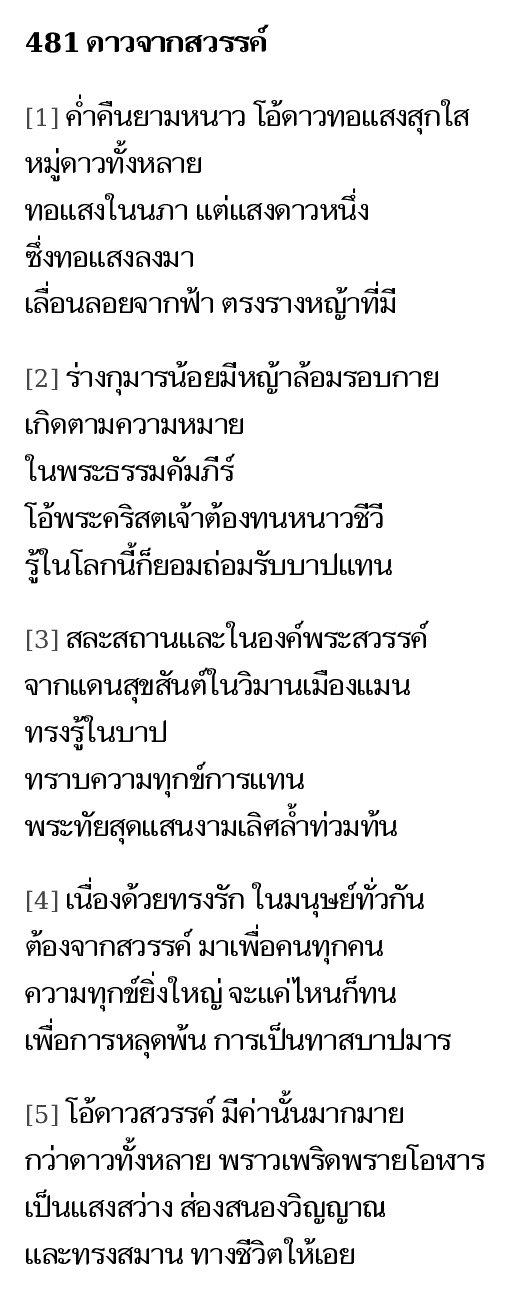 481 ดาวจากสวรรค์
[1] ค่ำคืนยามหนาว โอ้ดาวทอแสงสุกใส
หมู่ดาวทั้งหลาย
ทอแสงในนภา แต่แสงดาวหนึ่ง
ซึ่งทอแสงลงมา
เลื่อนลอยจากฟ้า ตรงรางหญ้าที่มี
[2] ร่างกุมารน้อยมีหญ้าล้อมรอบกาย
เกิดตามความหมาย
ในพระธรรมคัมภีร์
โอ้พระคริสตเจ้าต้องทนหนาวชีวี
รู้ในโลกนี้ก็ยอมถ่อมรับบาปแทน
[3] สละสถานและในองค์พระสวรรค์
จากแดนสุขสันต์ในวิมานเมืองแมน
ทรงรู้ในบาป
ทราบความทุกข์การแทน
พระทัยสุดแสนงามเลิศล้ำท่วมท้น
[4] เนื่องด้วยทรงรัก ในมนุษย์ทั่วกัน
ต้องจากสวรรค์ มาเพื่อคนทุกคน
ความทุกข์ยิ่งใหญ่ จะแค่ไหนก็ทน
เพื่อการหลุดพ้น การเป็นทาสบาปมาร
[5] โอ้ดาวสวรรค์ มีค่านั้นมากมาย
กว่าดาวทั้งหลาย พราวเพริดพรายโอฬาร
เป็นแสงสว่าง ส่องสนองวิญญาณ
และทรงสมาน ทางชีวิตให้เอย